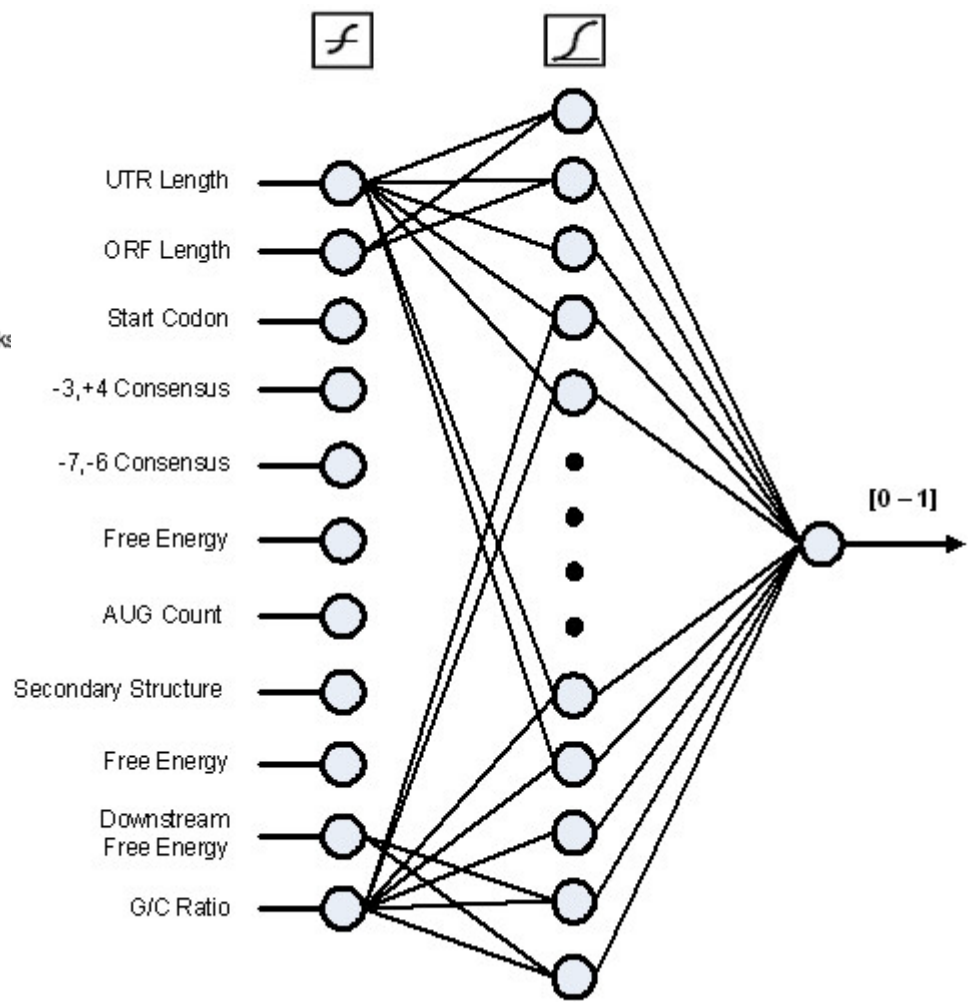 UTR Length
ORF Length
Start Codon
-3,+4 Consensus
-7,-6 Consensus
Free Energy
AUG Count
Secondary Structure
Free Energy
Downstream
Free Energy
G/C Ratio
[0 – 1]